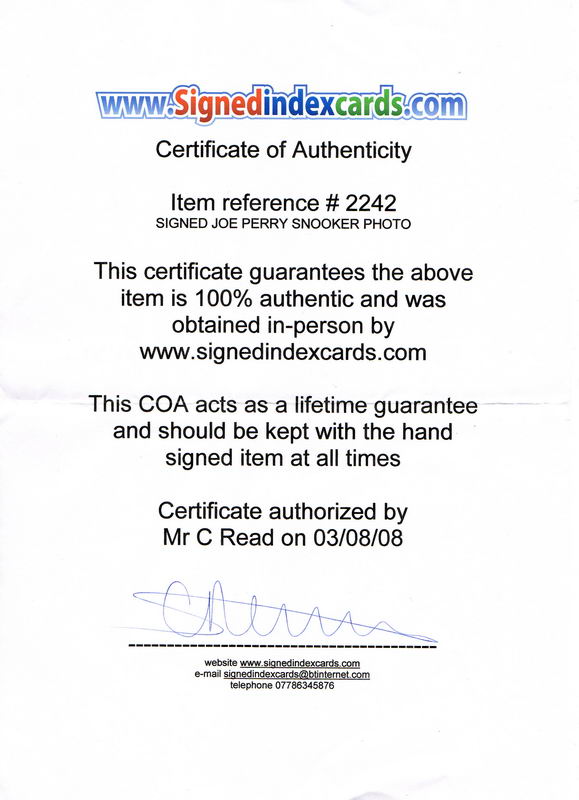 www.Signedindexcards.com
Certificate of Authenticity
Item reference # 2242
SIGNED JOE PERRY SNOOKER PHOTO
This certificate guarantees the above
item is 100% authentic and was
obtained in-person by
www.signedindexcards.com
This COA acts as a lifetime guarantee
and should be kept with the hand
signed item at all times
Certificate authorized by
Mr C Read on 03/08/08
website www.signedindexcards.com
e-mail signedindexcards@btinternet.com
telephone 07786345876